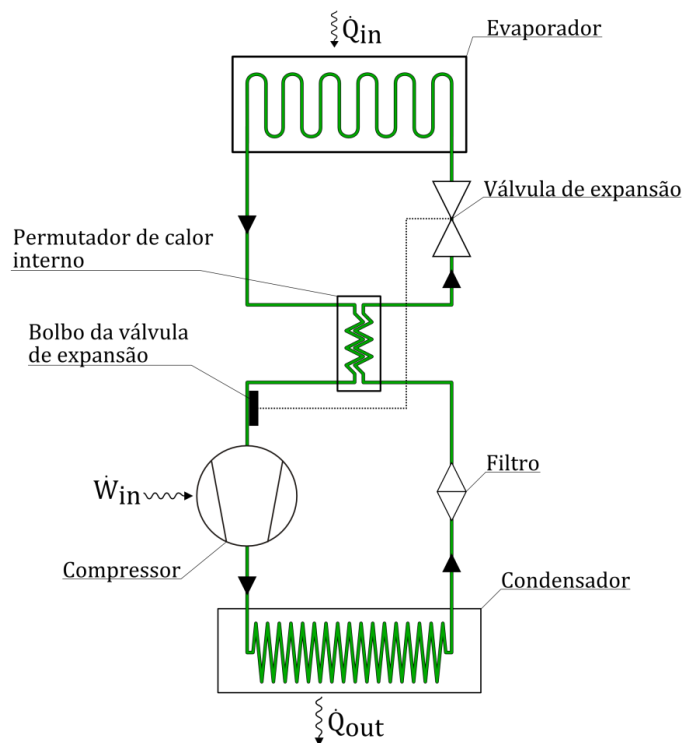 Q̇in
Evaporador
Válvula de expansão
Permutador de calor
interno
Bolbo da válvula
de expansão
Filtro
Ẇin
Compressor
Condensador
Q̇out